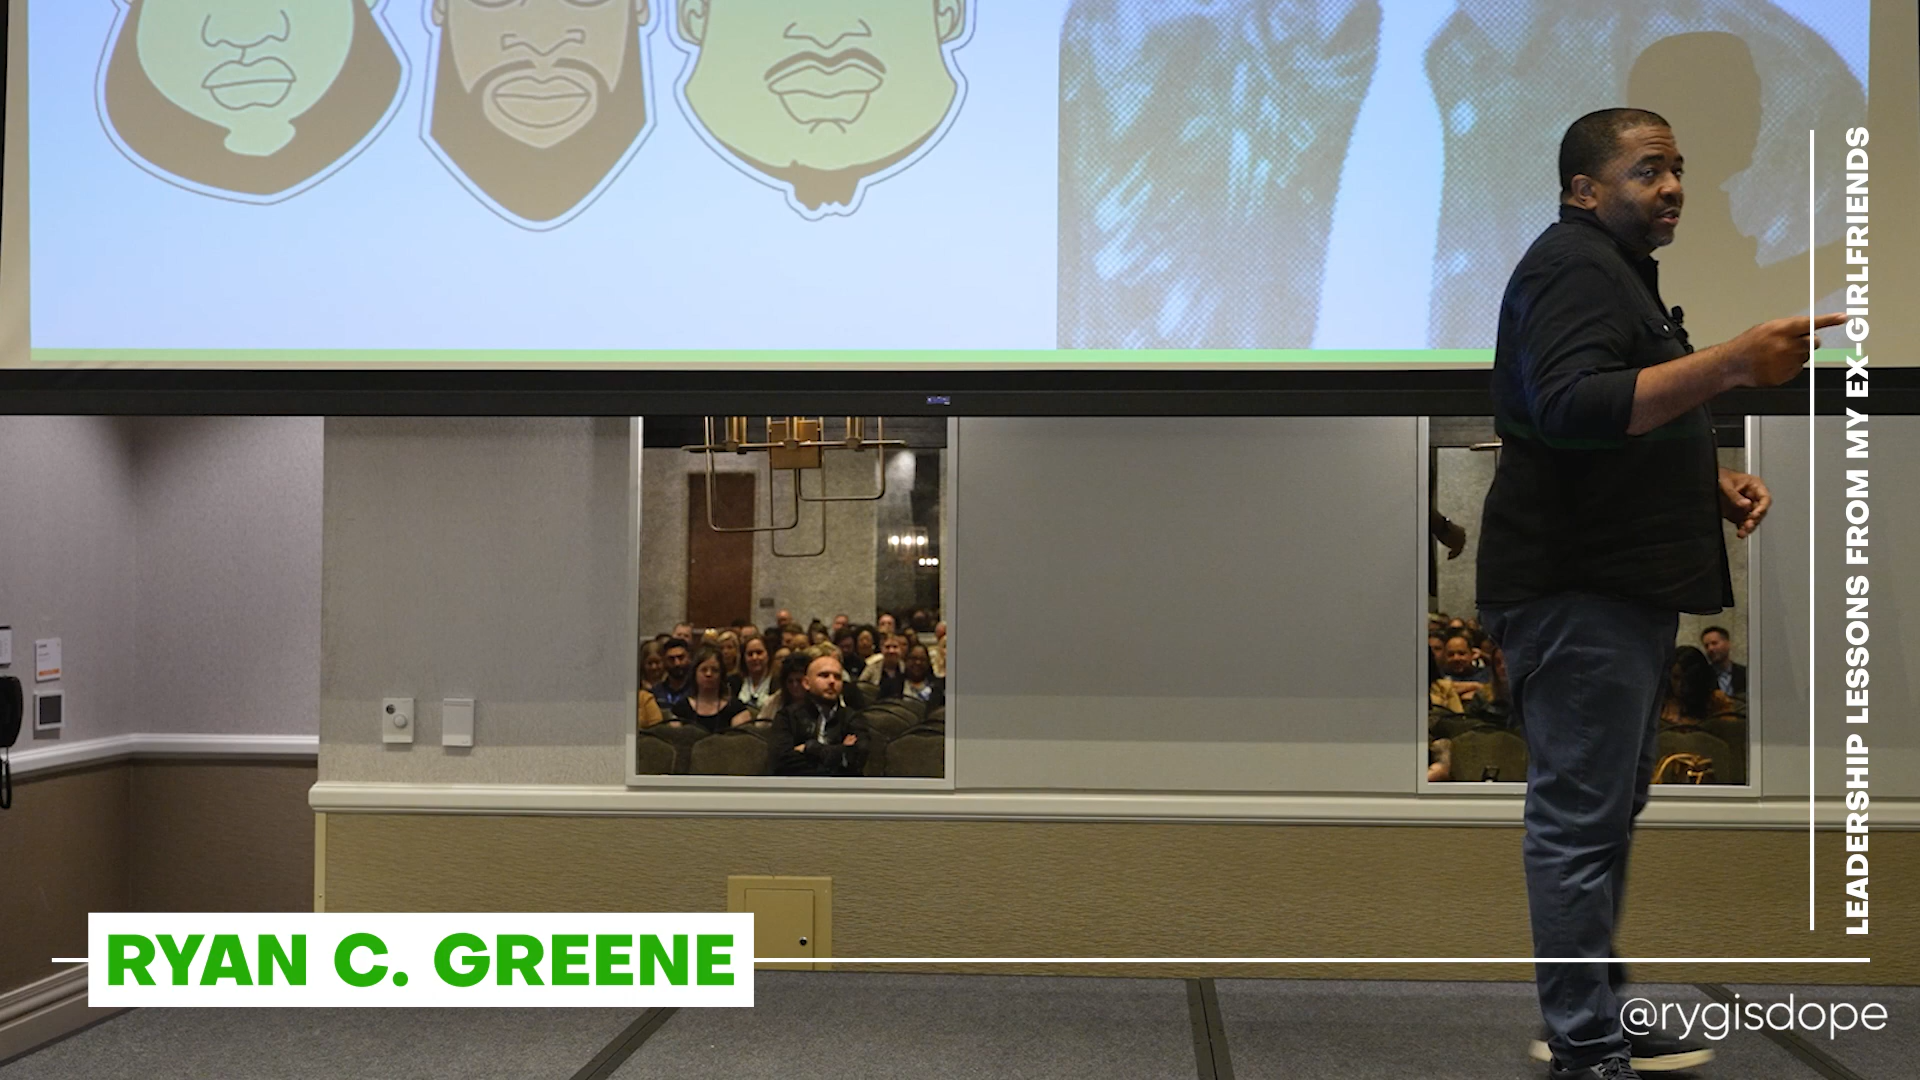 LEADERSHIP LESSONS FROM MY EX-GIRLFRIENDS
RYAN C. GREENE
@rygisdope